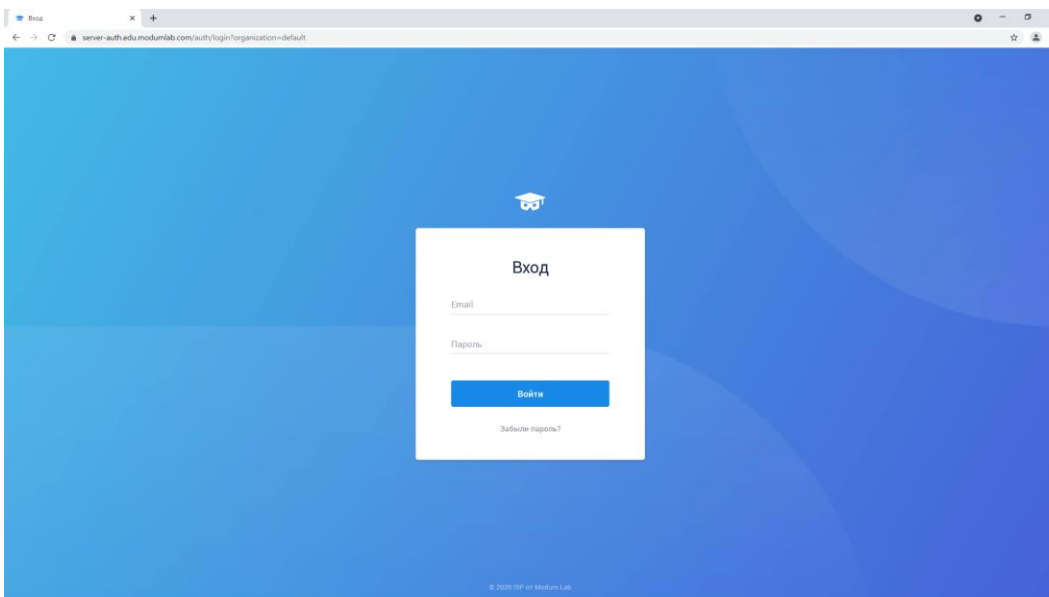 Вход
server-auth.edu.modumlab.com/auth/login?organization=default
Вход
Email
Пароль
Войти
Забыли пароль?
© 2020 ISP от Modum Lab